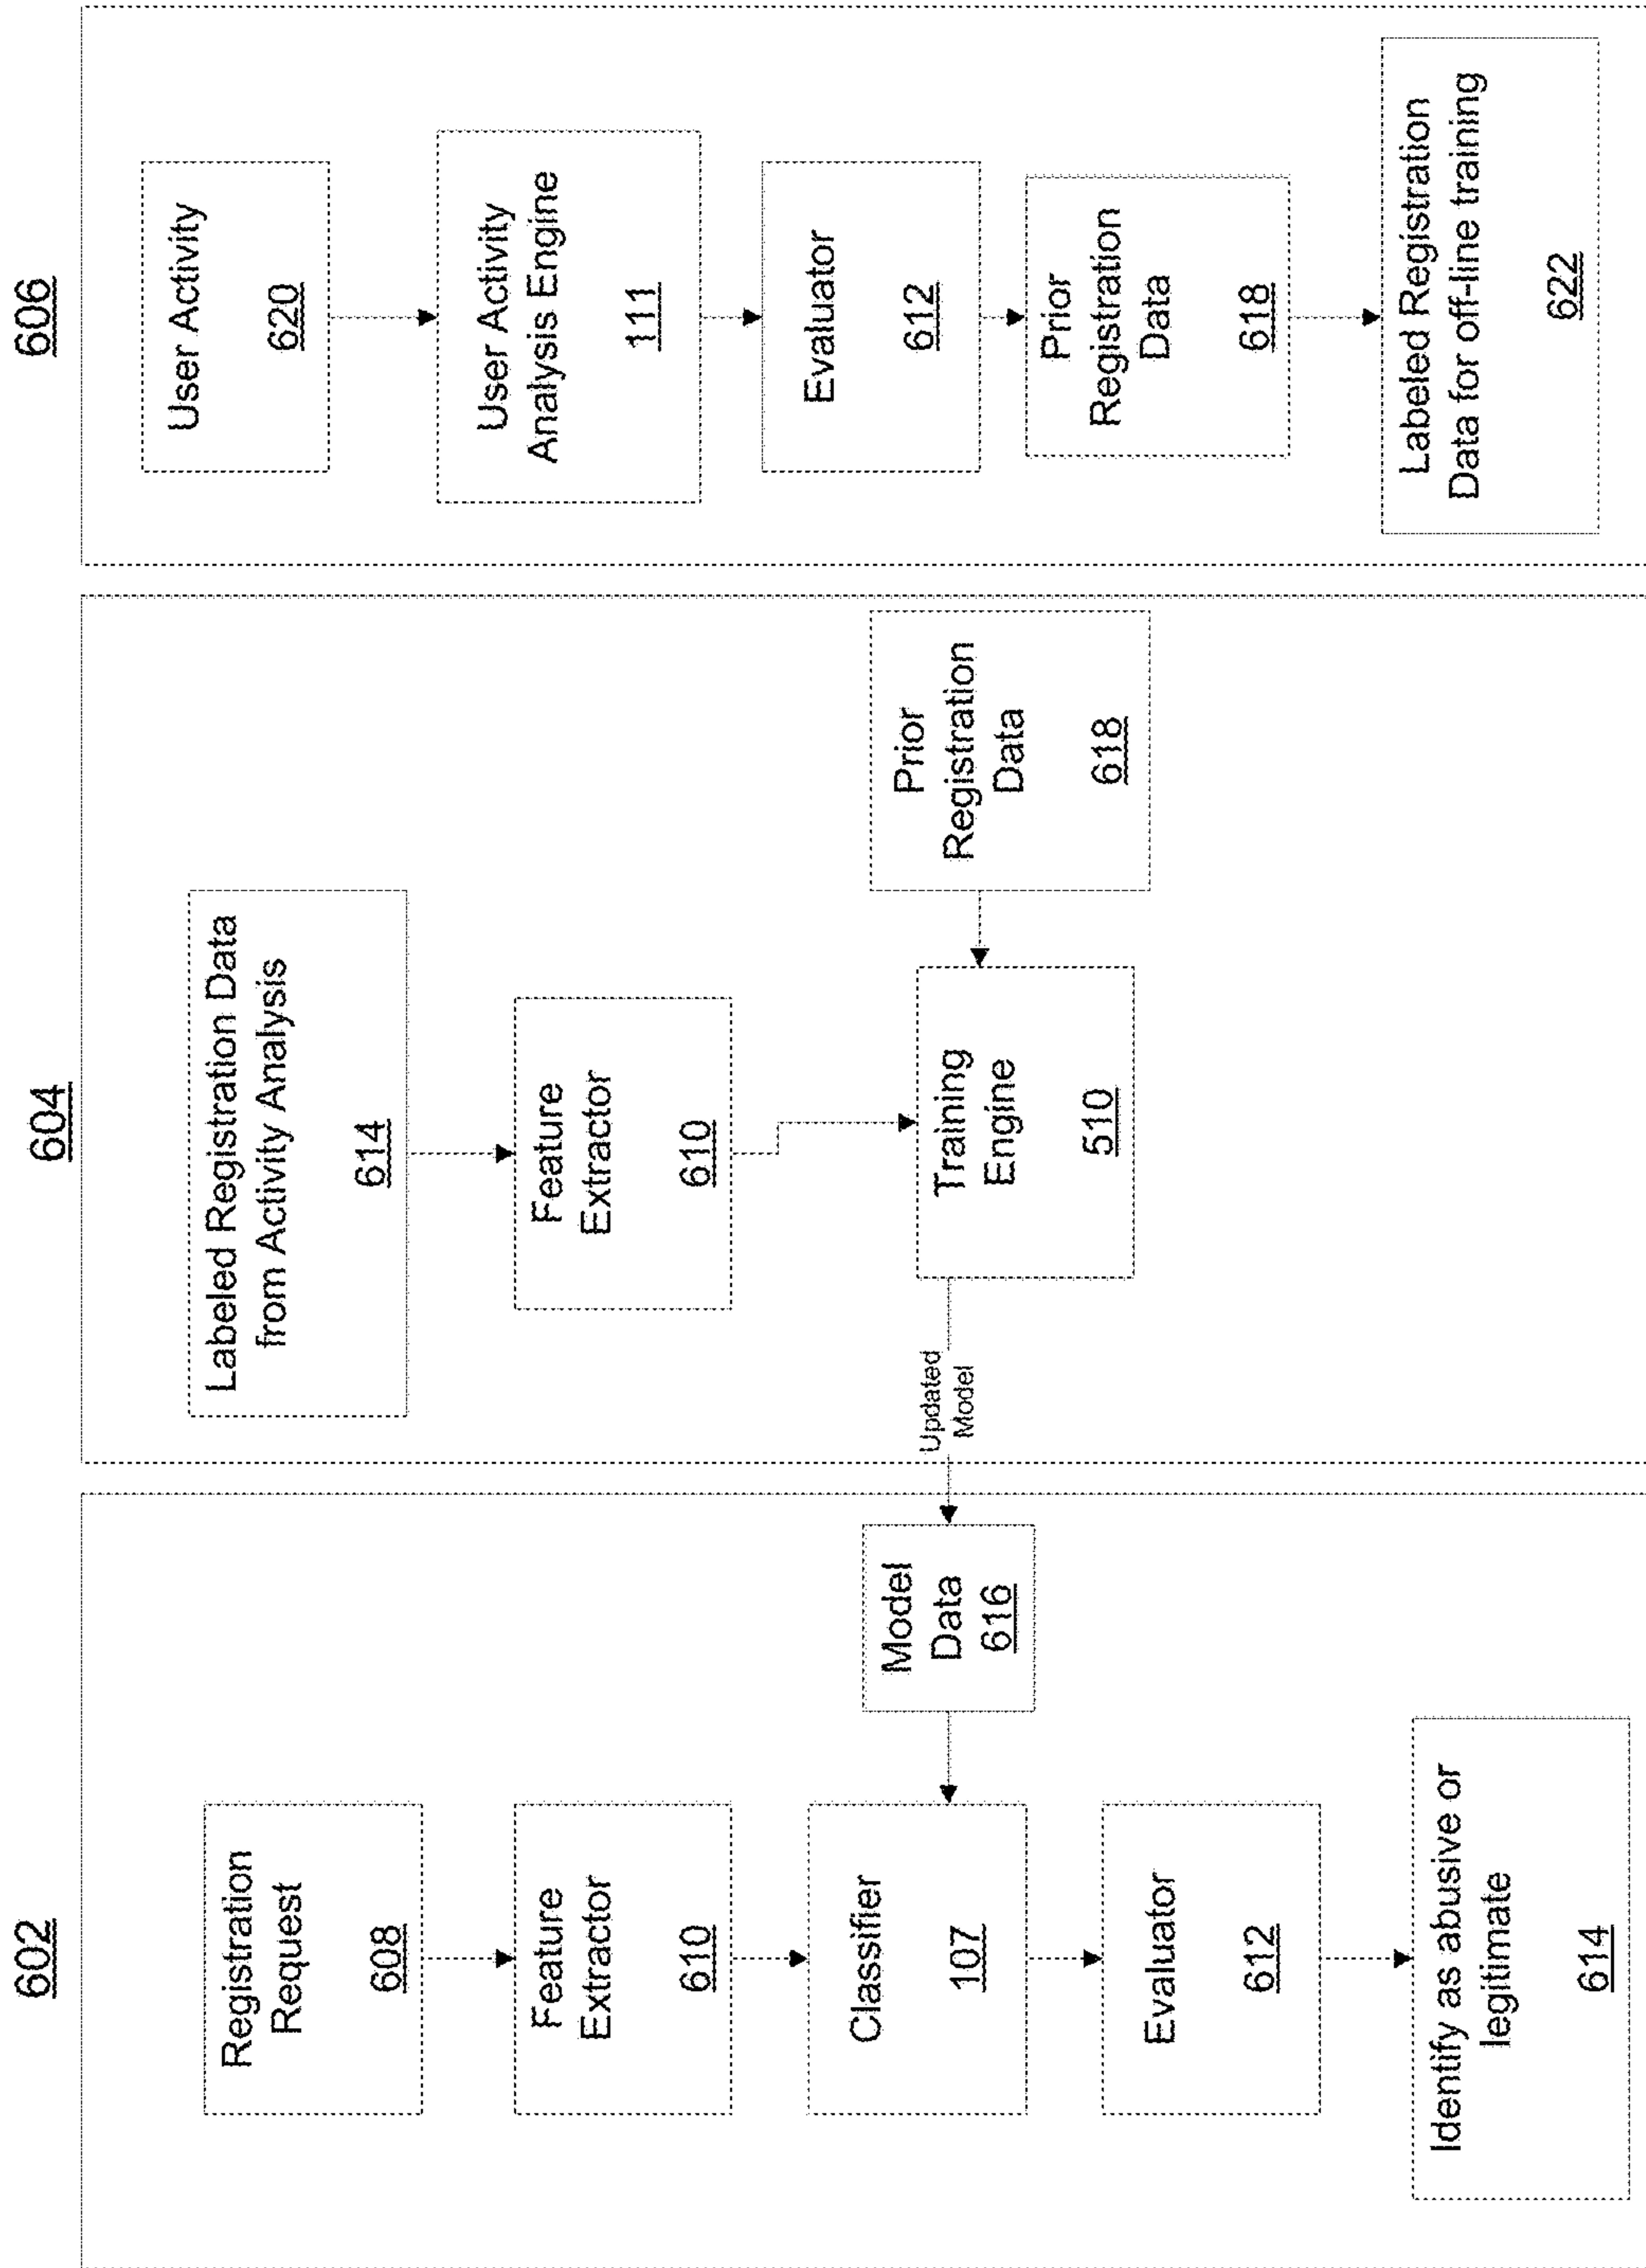 602
Registration
Request
608
Feature
Extractor
610
Classifier
107
Evaluator
612
Identify as abusive or
legitimate
614
Model
Data
616
Updated
Model
604
Labeled Registration Data
from Activity Analysis
614
Feature
Extractor
610
Training
Engine
510
Prior
Registration
Data
618
606
User Activity
620
User Activity
Analysis Engine
111
Evaluator
612
Prior
Registration
Data
618
Labeled Registration
Data for off-line training
622